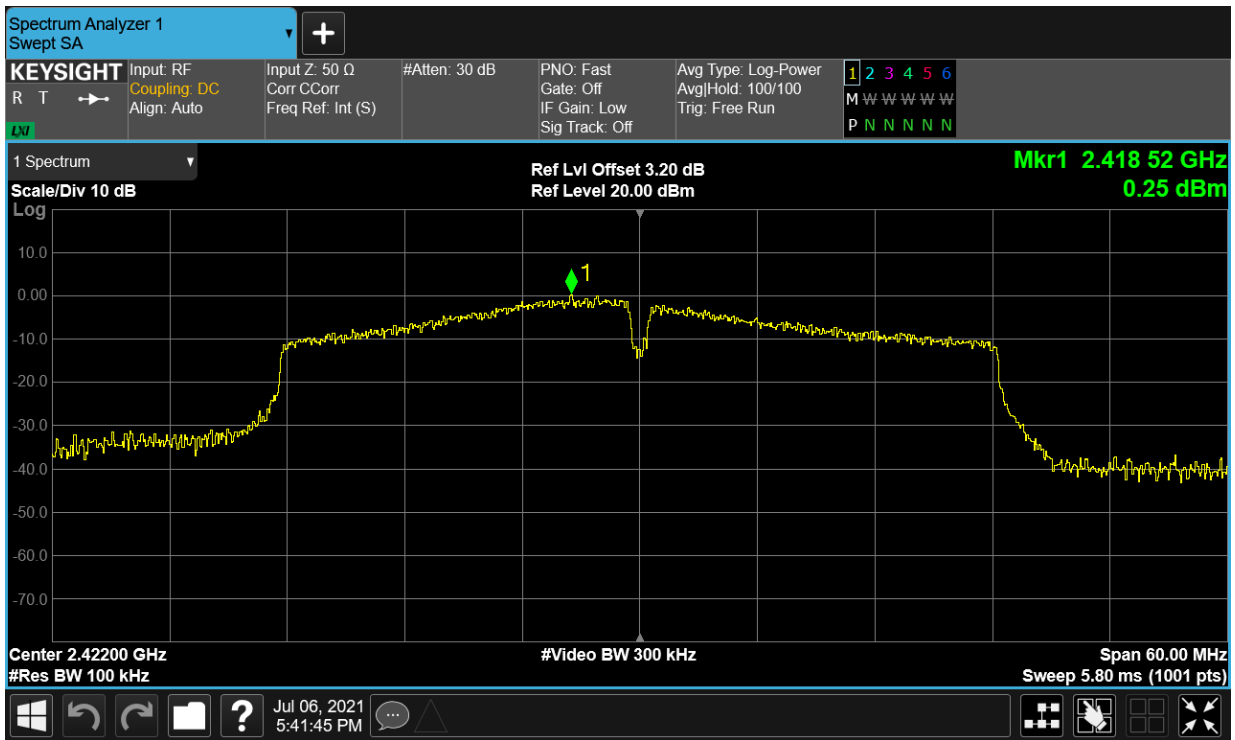 Spectrum Analyzer 1
Swept SA
KEYSIGHT
R T
LXI
Input: RF
Coupling: DC
Align: Auto
Input Z: 50 Ω
Corr CCorr
Freq Ref: Int (S)
#Atten: 30 dB
PNO: Fast
Gate: Off
IF Gain: Low
Sig Track: Off
Avg Type: Log-Power
Avg|Hold: 100/100
Trig: Free Run
1 2 3 4 5 6
M W W W W W
P N N N N N
1 Spectrum
Scale/Div 10 dB
Log
Ref Lvl Offset 3.20 dB
Ref Level 20.00 dBm
Mkr1 2.418 52 GHz
0.25 dBm
10.0
0.00
-10.0
-20.0
-30.0
-40.0
-50.0
-60.0
-70.0
1
Center 2.42200 GHz
#Res BW 100 kHz
#Video BW 300 kHz
Span 60.00 MHz
Sweep 5.80 ms (1001 pts)
?
Jul 06, 2021
5:41:45 PM